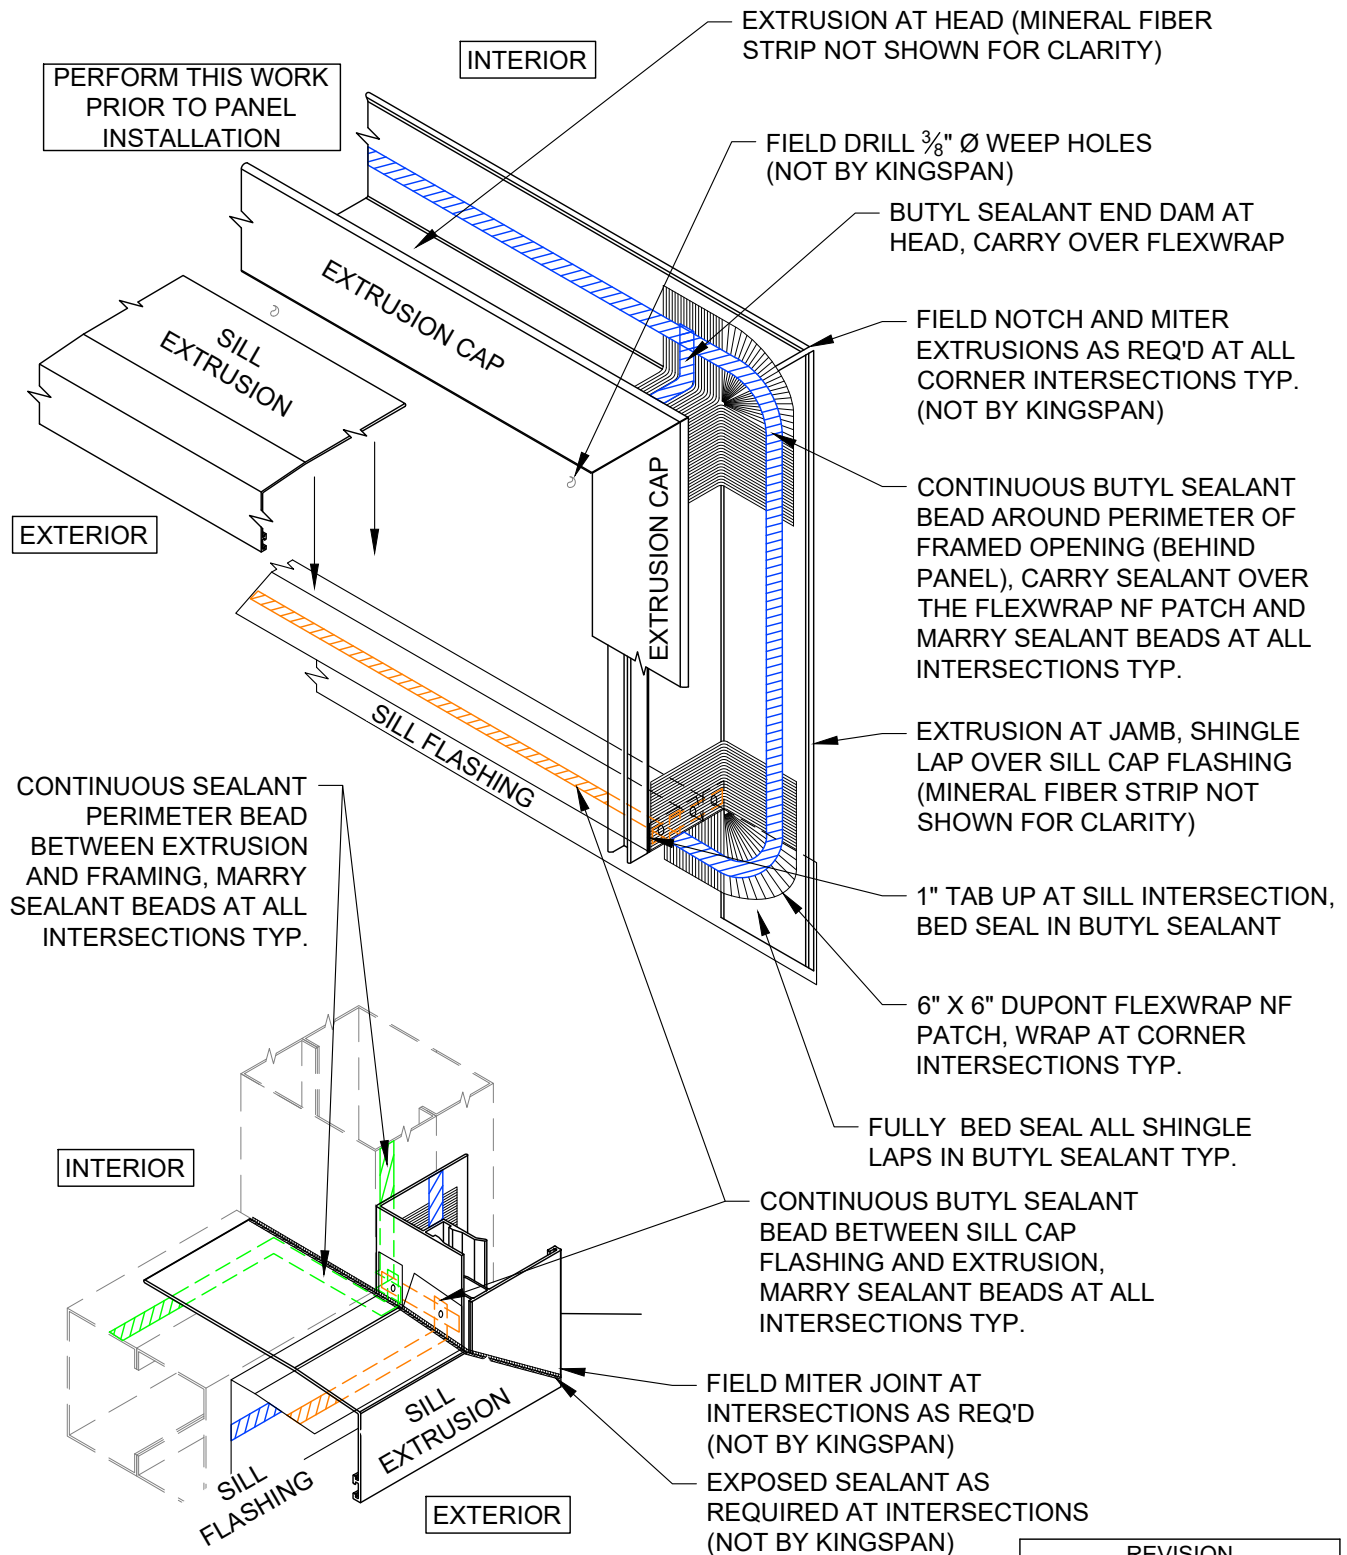 EXTRUSION AT HEAD (MINERAL FIBER
STRIP NOT SHOWN FOR CLARITY)
INTERIOR
PERFORM THIS WORK
PRIOR TO PANEL
INSTALLATION
FIELD DRILL 3/8" Ø WEEP HOLES
(NOT BY KINGSPAN)
BUTYL SEALANT END DAM AT
HEAD, CARRY OVER FLEXWRAP
EXTRUSION CAP
SILL
EXTRUSION
FIELD NOTCH AND MITER
EXTRUSIONS AS REQ'D AT ALL
CORNER INTERSECTIONS TYP.
(NOT BY KINGSPAN)
EXTRUSION CAP
EXTERIOR
CONTINUOUS BUTYL SEALANT
BEAD AROUND PERIMETER OF
FRAMED OPENING (BEHIND
PANEL), CARRY SEALANT OVER
THE FLEXWRAP NF PATCH AND
MARRY SEALANT BEADS AT ALL
INTERSECTIONS TYP.
SILL FLASHING
EXTRUSION AT JAMB, SHINGLE
LAP OVER SILL CAP FLASHING
(MINERAL FIBER STRIP NOT
SHOWN FOR CLARITY)
CONTINUOUS SEALANT
PERIMETER BEAD
BETWEEN EXTRUSION
AND FRAMING, MARRY
SEALANT BEADS AT ALL
INTERSECTIONS TYP.
1" TAB UP AT SILL INTERSECTION,
BED SEAL IN BUTYL SEALANT
6" X 6" DUPONT FLEXWRAP NF
PATCH, WRAP AT CORNER
INTERSECTIONS TYP.
FULLY BED SEAL ALL SHINGLE
LAPS IN BUTYL SEALANT TYP.
INTERIOR
CONTINUOUS BUTYL SEALANT
BEAD BETWEEN SILL CAP
FLASHING AND EXTRUSION,
MARRY SEALANT BEADS AT ALL
INTERSECTIONS TYP.
FIELD MITER JOINT AT
INTERSECTIONS AS REQ'D
(NOT BY KINGSPAN)
SILL
EXTRUSION
SILL
FLASHING
EXTERIOR
EXPOSED SEALANT AS
REQUIRED AT INTERSECTIONS
(NOT BY KINGSPAN)
REVISION